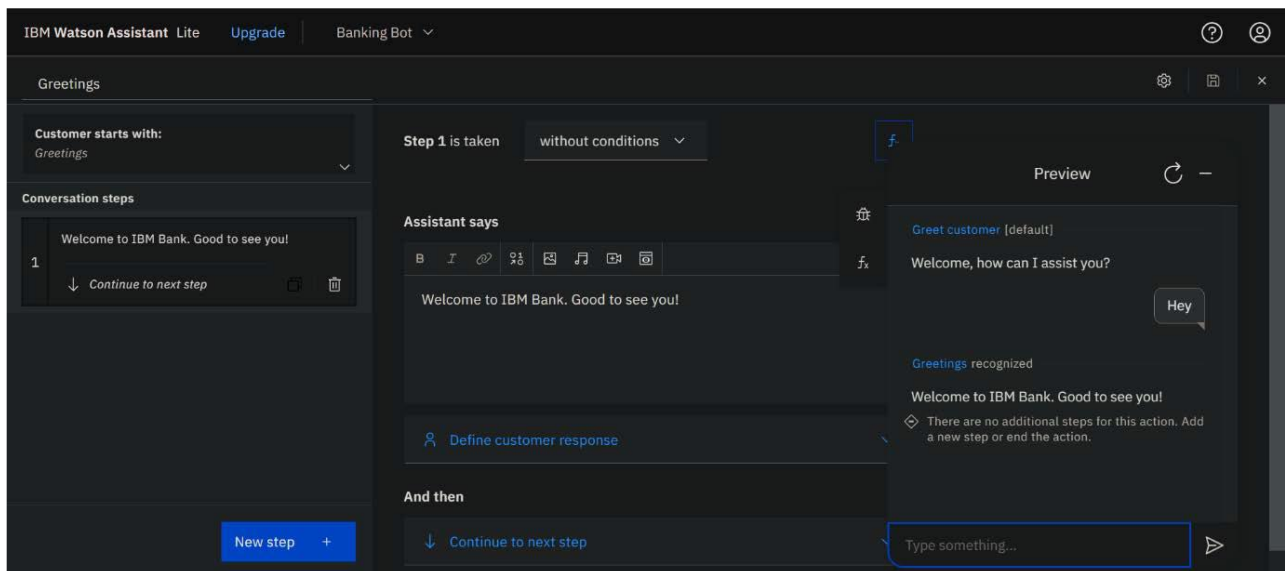 IBM Watson Assistant Lite Upgrade Banking Bot
Greetings
Customer starts with:
Greetings
Conversation steps
1
Welcome to IBM Bank. Good to see you!
Continue to next step
New step +
Step 1 is taken without conditions
Assistant says
B I
Welcome to IBM Bank. Good to see you!
Define customer response
And then
Continue to next step
fx
Preview
Greet customer [default]
Welcome, how can I assist you?
Hey
Greetings recognized
Welcome to IBM Bank. Good to see you!
There are no additional steps for this action. Add
a new step or end the action.
Type something...